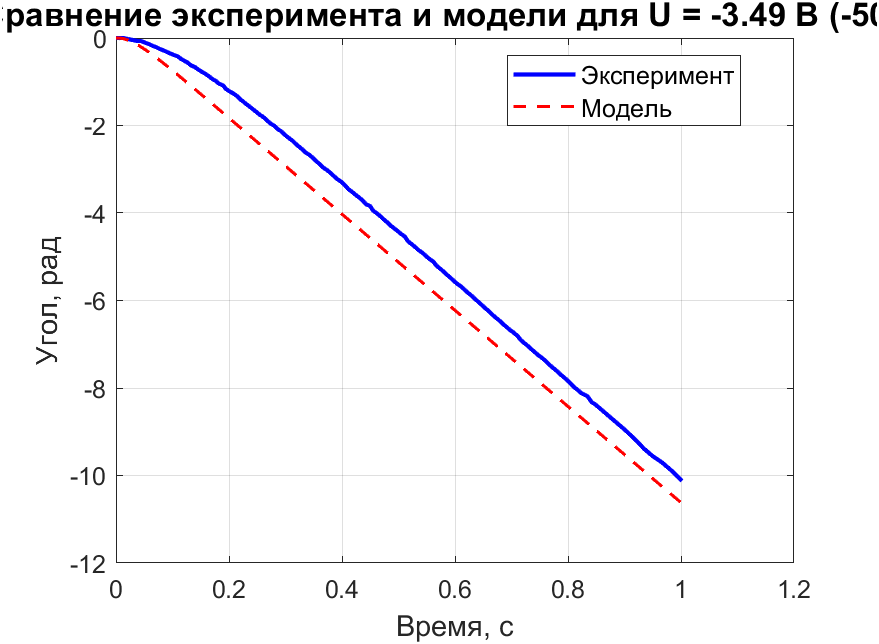 равнение эксперимента и модели для U = -3.49 В (-50
Эксперимент
Модель
0
-2
-4
-6
-8
-10
-12
Угол, рад
0
0.2
0.4
0.6
0.8
1
1.2
Время, с